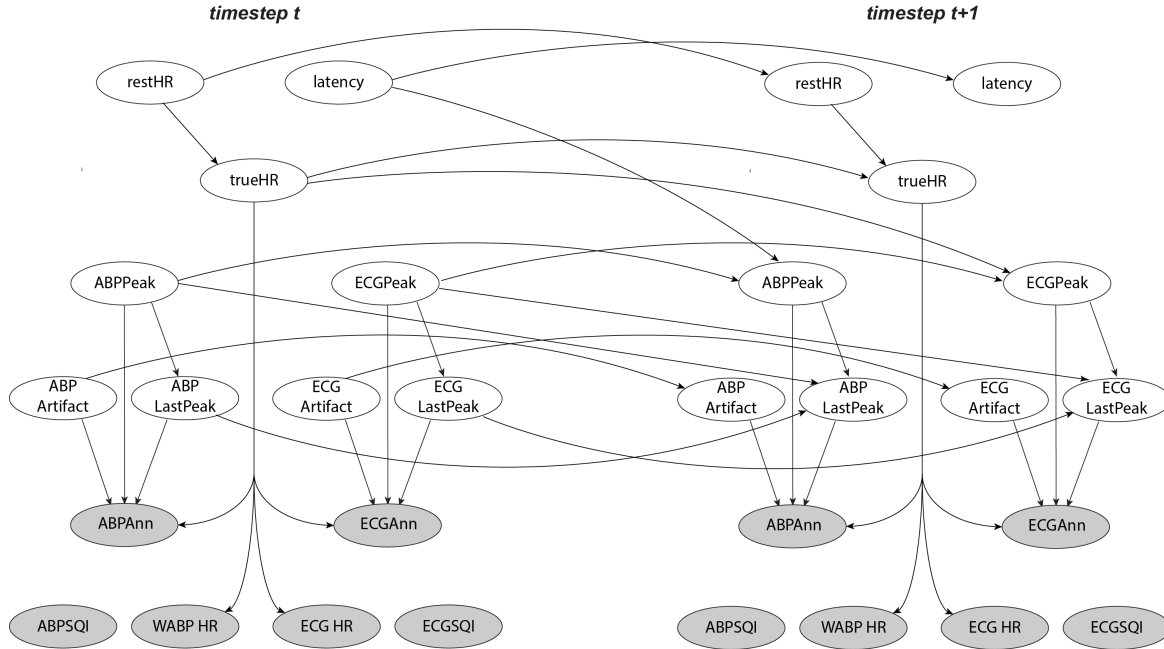 timestep t
timestep t+1
restHR
latency
restHR
latency
trueHR
trueHR
ABPPeak
ECGPeak
ABPPeak
ECGPeak
ABP
Artifact
ABP
LastPeak
ECG
Artifact
ECG
LastPeak
ABP
Artifact
ABP
LastPeak
ECG
Artifact
ECG
LastPeak
ABPAnn
ECGAnn
ABPAnn
ECGAnn
ABPSQI
WABP HR
ECG HR
ECGSQI
ABPSQI
WABP HR
ECG HR
ECGSQI